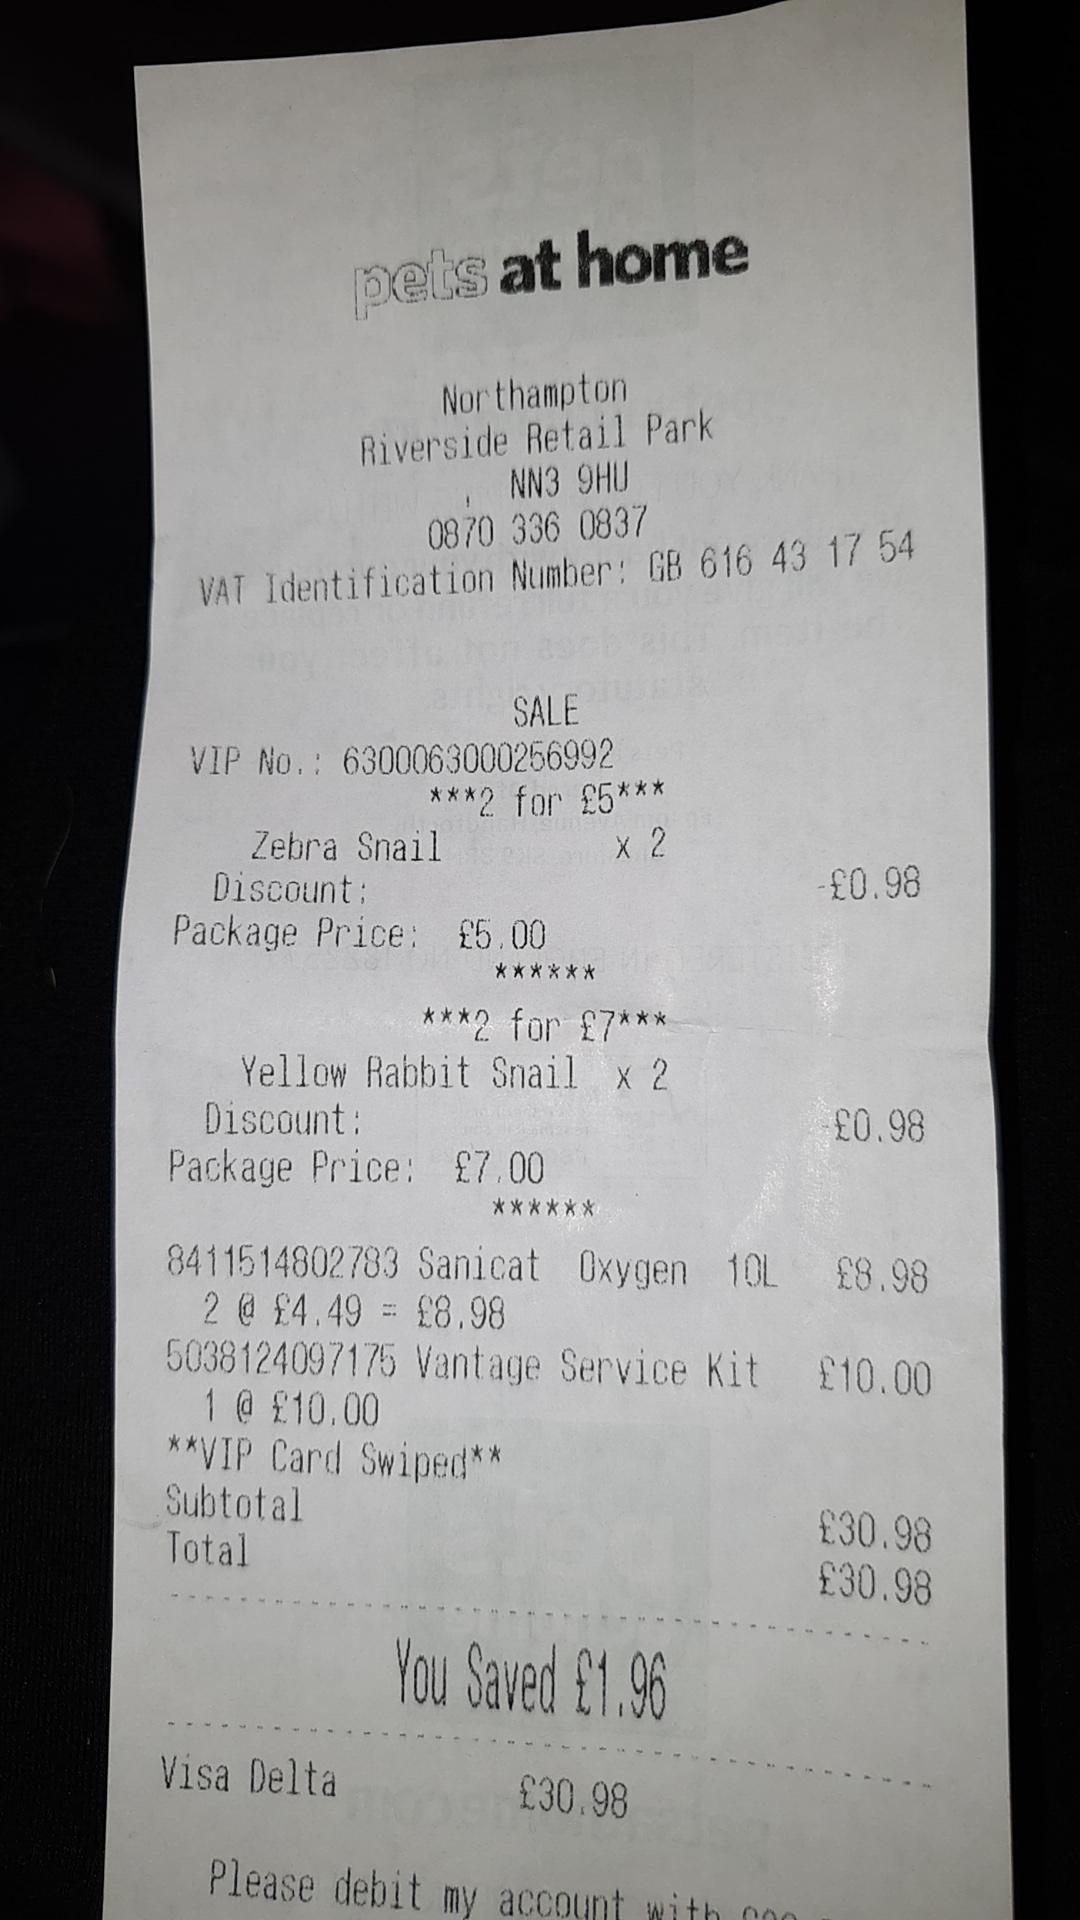 pets at home
Northampton
Riverside Retail Park
, NN3 9HU
0870 336 0837
VAT Identification Number: GB 616 43 17 54
SALE
VIP No.: 6300063000256992
***2 for £5***
Zebra Snail x 2
Discount: -£0.98
Package Price: £5.00
******
***2 for £7***
Yellow Rabbit Snail x 2
Discount: -£0.98
Package Price: £7.00
******
8411514802783 Sanicat Oxygen 10L £8.98
2 @ £4.49 = £8.98
5038124097175 Vantage Service Kit £10.00
1 @ £10.00
**VIP Card Swiped**
Subtotal £30.98
Total £30.98
You Saved £1.96
Visa Delta £30.98
Please debit my account with